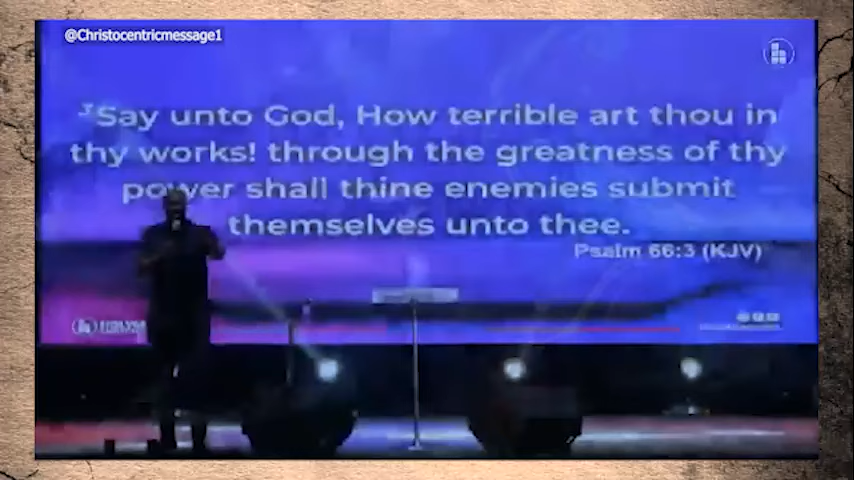 @Christocentricmessage1
³Say unto God, How terrible art thou in
thy works! through the greatness of thy
power shall thine enemies submit
themselves unto thee.
Psalm 66:3 (KJV)